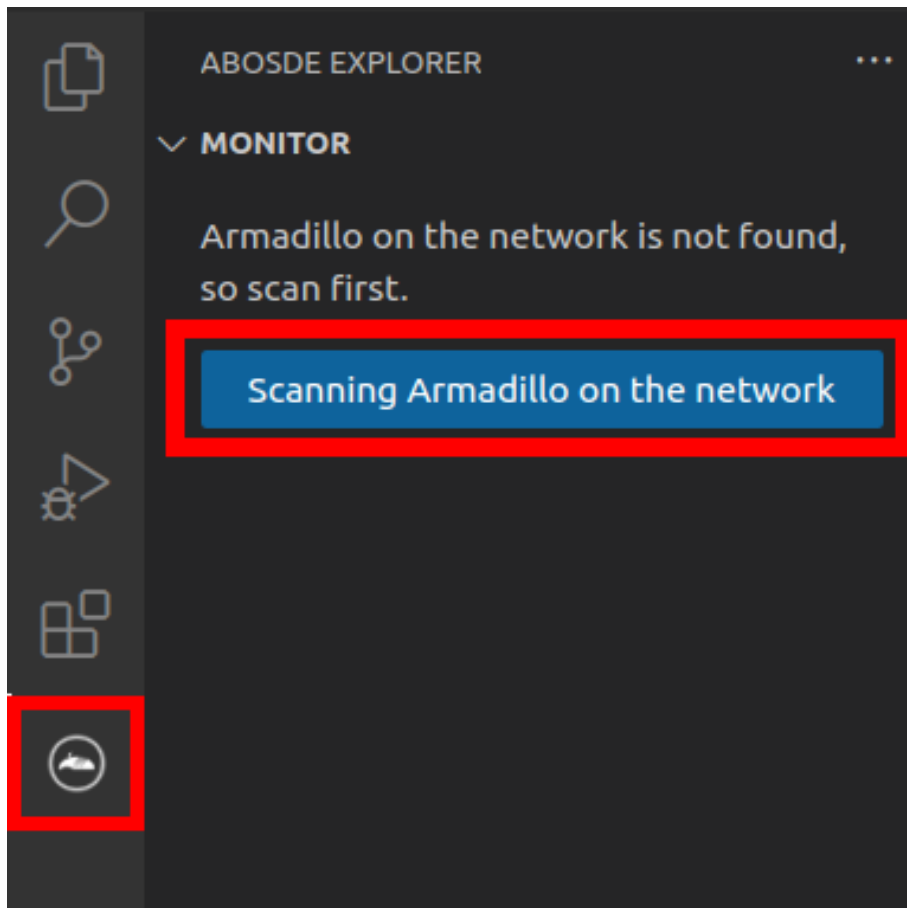 ABOSDE EXPLORER
MONITOR
Armadillo on the network is not found,
so scan first.
Scanning Armadillo on the network